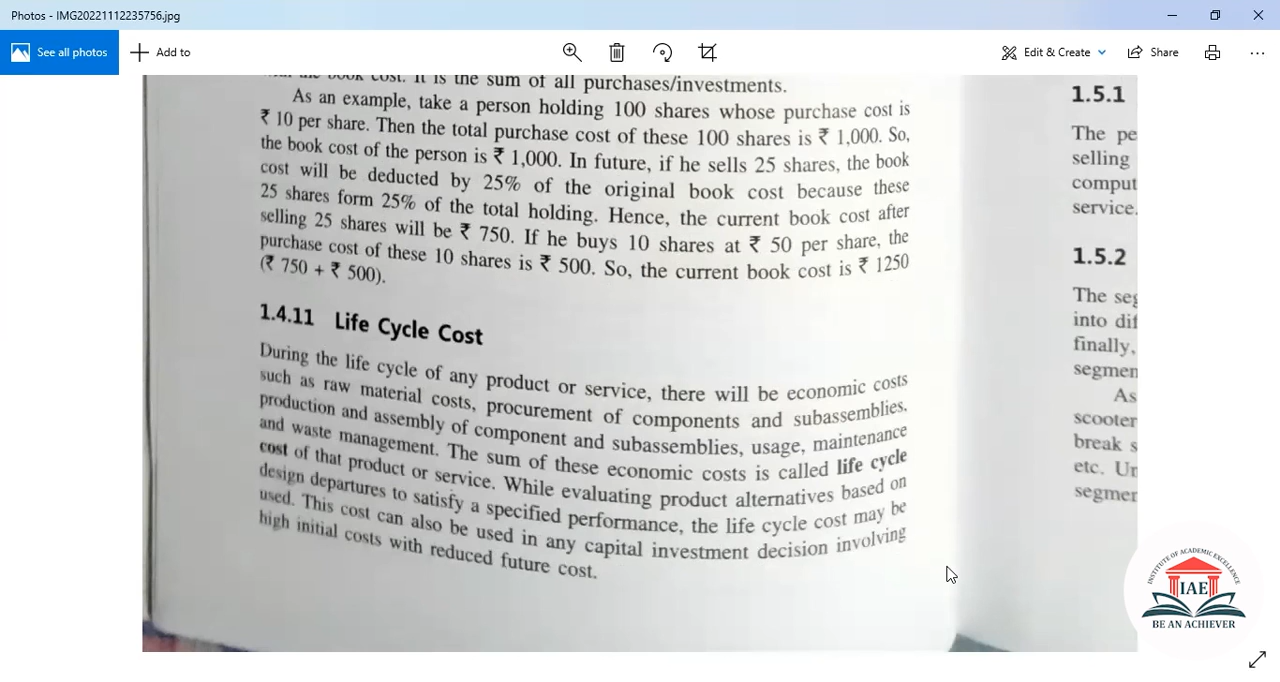 Photos - IMG20221112235756.jpg
See all photos
Add to
Edit & Create
Share
the book cost. It is the sum of all purchases/investments.
As an example, take a person holding 100 shares whose purchase cost is
₹ 10 per share. Then the total purchase cost of these 100 shares is ₹ 1,000. So,
the book cost of the person is ₹ 1,000. In future, if he sells 25 shares, the book
cost will be deducted by 25% of the original book cost because these
25 shares form 25% of the total holding. Hence, the current book cost after
selling 25 shares will be ₹ 750. If he buys 10 shares at ₹ 50 per share, the
purchase cost of these 10 shares is ₹ 500. So, the current book cost is ₹ 1250
(₹ 750 + ₹ 500).
1.4.11 Life Cycle Cost
During the life cycle of any product or service, there will be economic costs
such as raw material costs, procurement of components and subassemblies,
production and assembly of component and subassemblies, usage, maintenance
and waste management. The sum of these economic costs is called life cycle
cost of that product or service. While evaluating product alternatives based on
design departures to satisfy a specified performance, the life cycle cost may be
used. This cost can also be used in any capital investment decision involving
high initial costs with reduced future cost.
1.5.1
The pe
selling
comput
service.
1.5.2
The seg
into dif
finally,
segmen
As
scooter
break s
etc. Un
segmen
INSTITUTE OF ACADEMIC EXCELLENCE
IAE
BE AN ACHIEVER